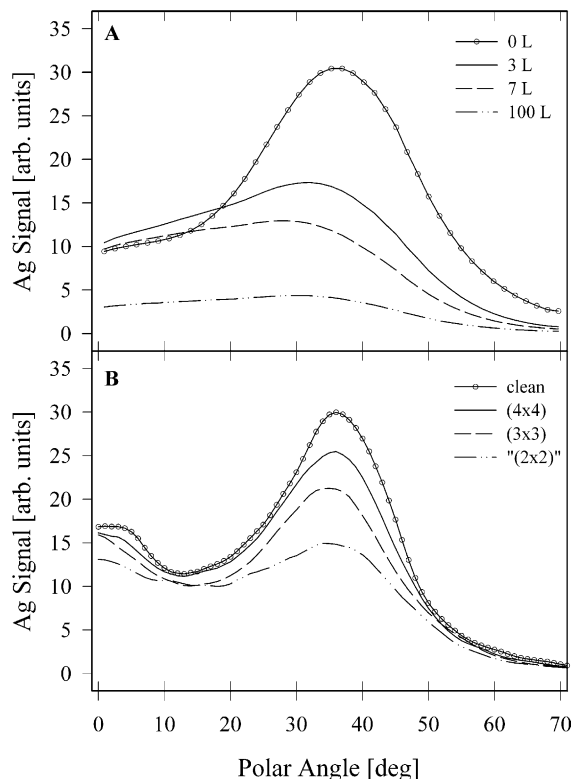 A
0 L
3 L
7 L
100 L
35
30
25
20
15
10
5
0
Ag Signal [arb. units]
B
clean
(4x4)
(3x3)
"(2x2)"
35
30
25
20
15
10
5
0
Ag Signal [arb. units]
0 10 20 30 40 50 60 70
Polar Angle [deg]